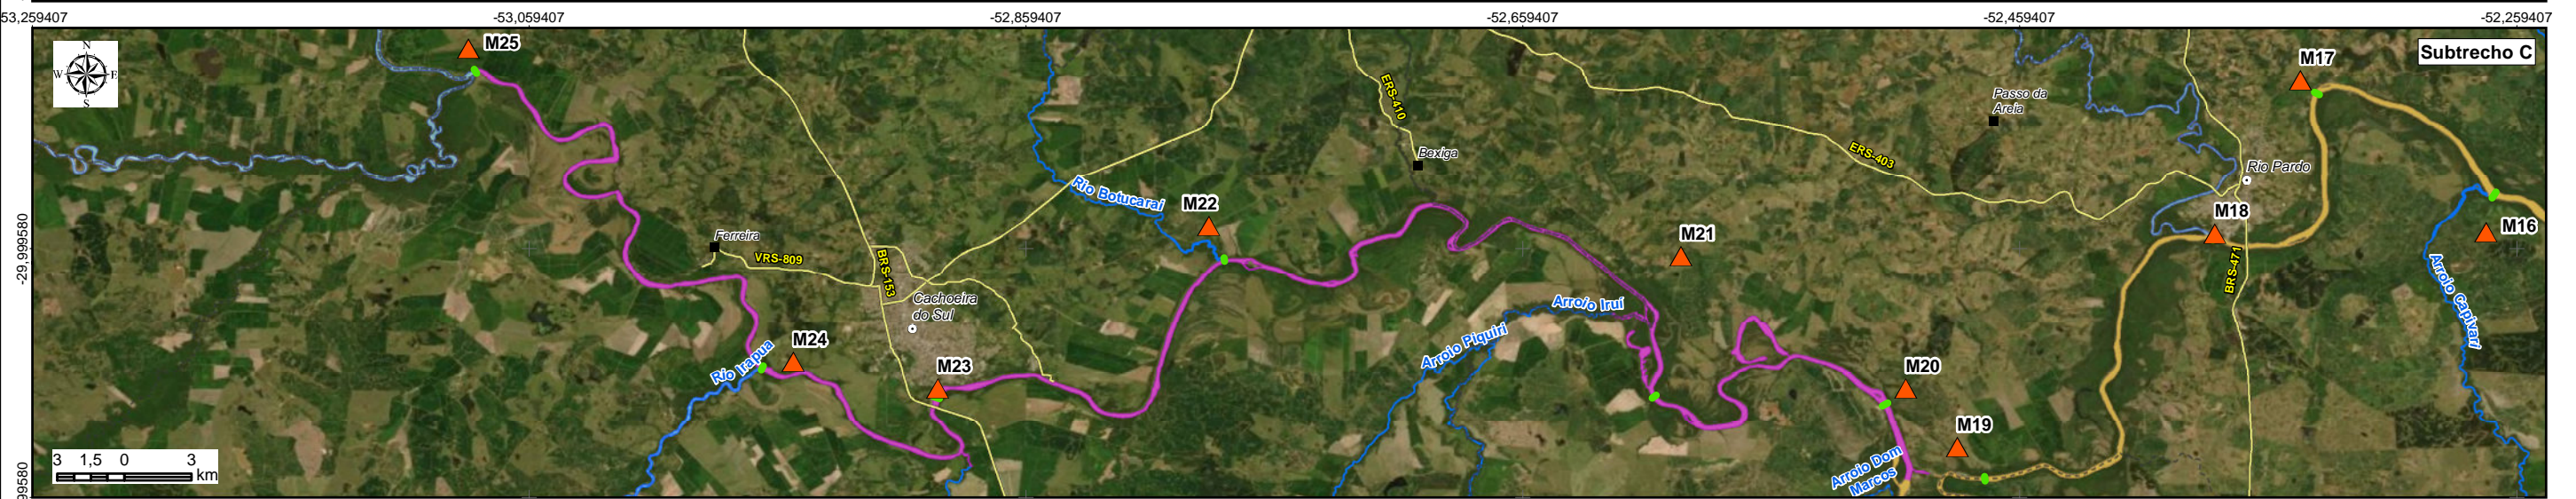 53,259407
-53,059407
-52,859407
-52,659407
-52,459407
-52,259407
N
W E
S
Subtrecho C
M25
M17
ERS-410
Passo da
Areia
Bexiga
ERS-403
Rio Pardo
Rio Botucaraí
M22
M18
M16
-29,999580
Ferreira
VRS-809
BRS-153
M21
BRS-471
Arroio Capivari
Cachoeira
do Sul
Arroio Iruí
Arroio Piquiri
M24
Rio Irapua
M23
M20
M19
Arroio Dom
Marcos
3 1,5 0 3
km